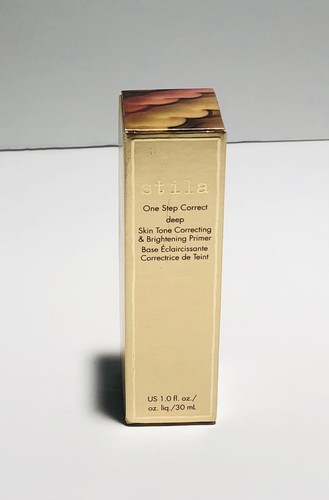 stila
One Step Correct
deep
Skin Tone Correcting
& Brightening Primer
Base Éclaircissante
Correctrice de Teint
US 1.0 fl. oz./
oz. liq./30 mL